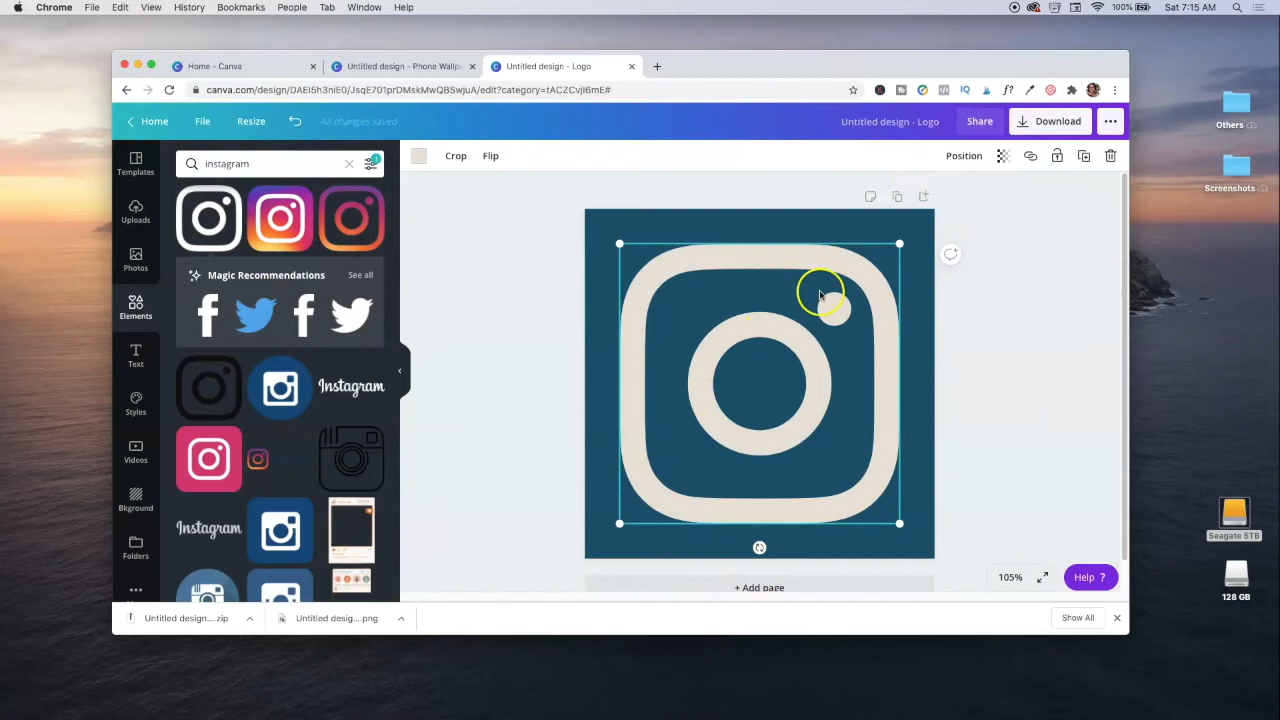 Chrome File Edit View History Bookmarks People Tab Window Help
100% Sat 7:15 AM
Home - Canva
Untitled design - Phone Wallp
Untitled design - Logo
canva.com/design/DAEI5h3niE0/JsqE701prDMskMwQBSwjuA/edit?category=tACZCvjI6mE#
Home File Resize All changes saved
Untitled design - Logo Share Download
Templates
Uploads
Photos
Elements
Text
Styles
Videos
Bkground
Folders
instagram
Magic Recommendations See all
Instagram
Instagram
Crop Flip
Position
+ Add page
105%
Help ?
Untitled design....zip
Untitled desig....png
Show All
Others
Screenshots
Seagate 5TB
128 GB